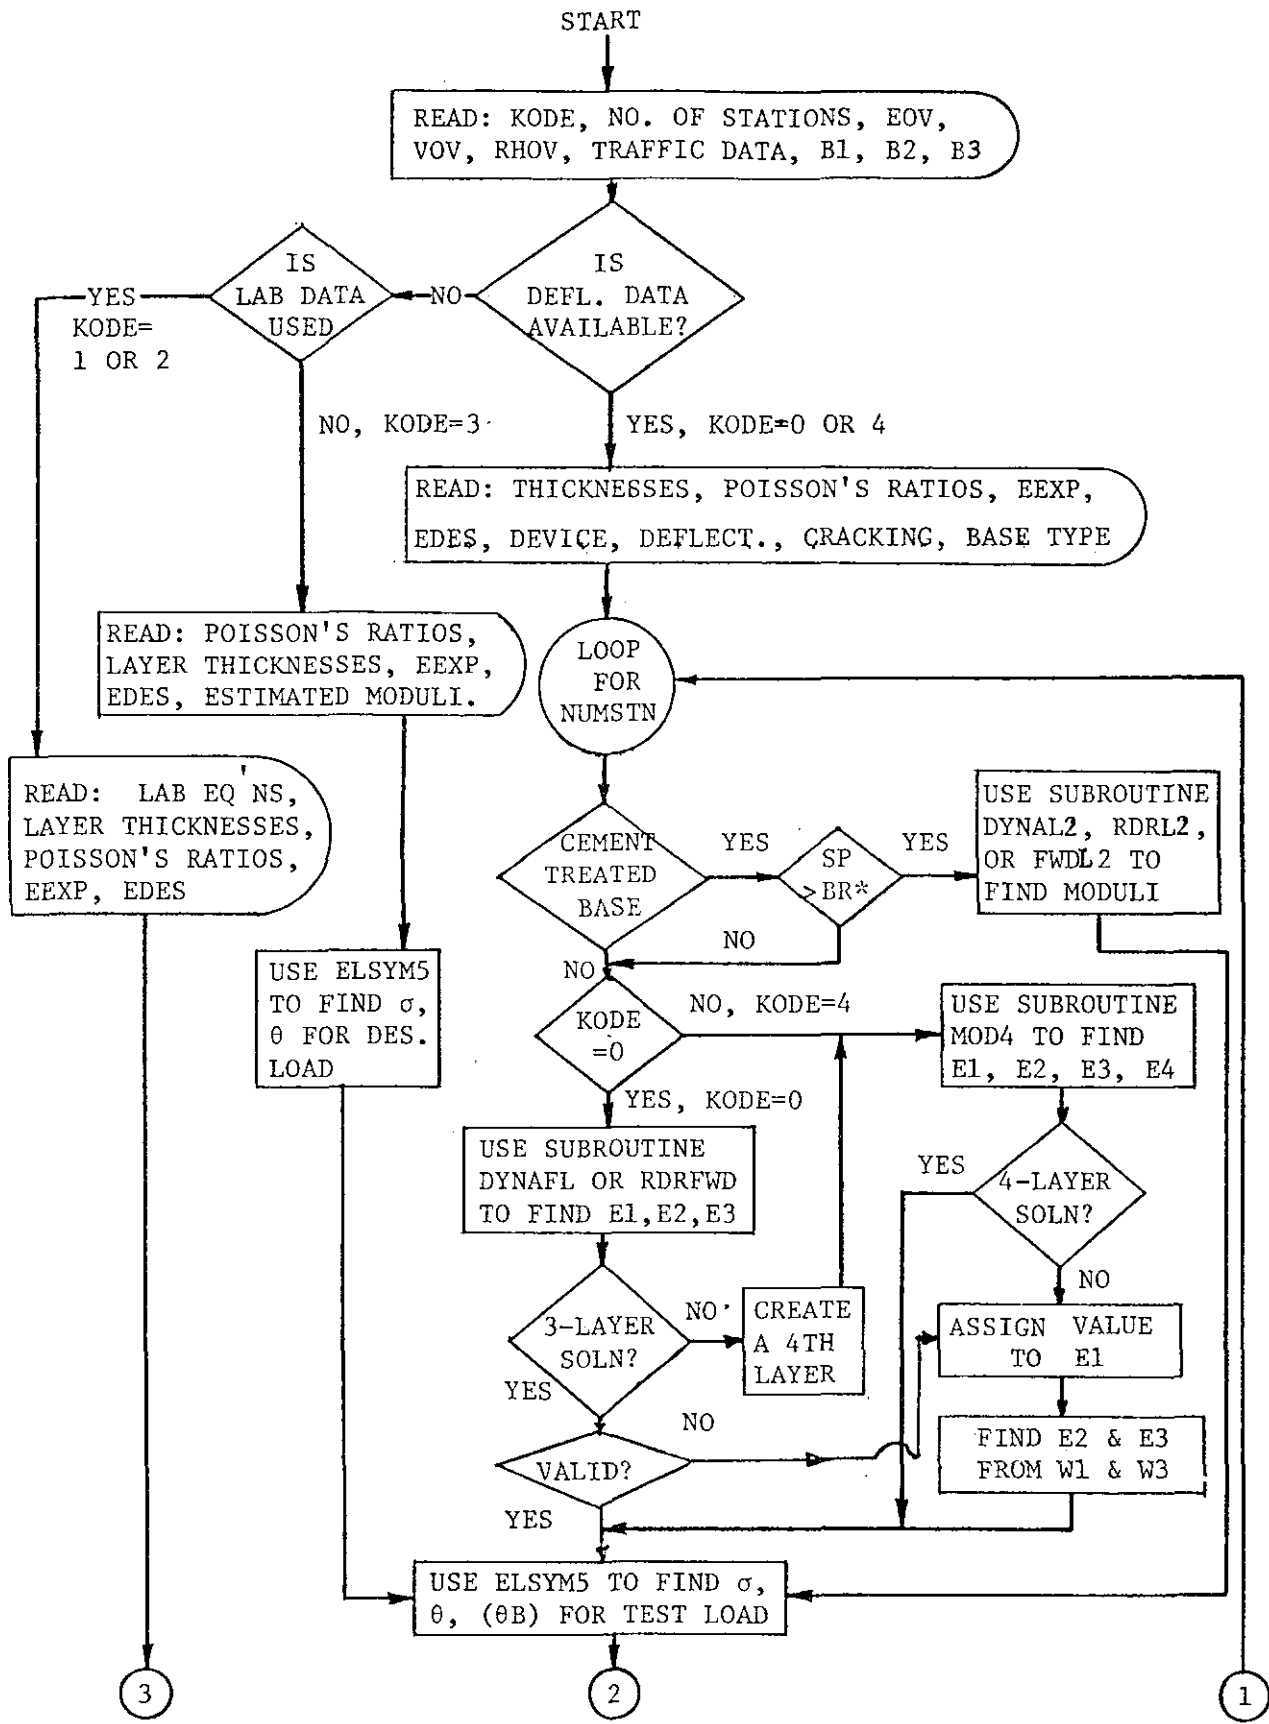 START
READ: KODE, NO. OF STATIONS, EOV,
VOV, RHOV, TRAFFIC DATA, B1, B2, B3
IS
DEFL. DATA
AVAILABLE?
NO
IS
LAB DATA
USED
YES
KODE=
1 OR 2
NO, KODE=3
YES, KODE=0 OR 4
READ: THICKNESSES, POISSON'S RATIOS, EEXP,
EDES, DEVICE, DEFLECT., CRACKING, BASE TYPE
READ: POISSON'S RATIOS,
LAYER THICKNESSES, EEXP,
EDES, ESTIMATED MODULI.
LOOP
FOR
NUMSTN
READ: LAB EQ'NS,
LAYER THICKNESSES,
POISSON'S RATIOS,
EEXP, EDES
CEMENT
TREATED
BASE
YES
SP
>BR*
YES
USE SUBROUTINE
DYNAL2, RDRL2,
OR FWDL2 TO
FIND MODULI
NO
NO
USE ELSYM5
TO FIND σ,
θ FOR DES.
LOAD
KODE
=0
NO, KODE=4
USE SUBROUTINE
MOD4 TO FIND
E1, E2, E3, E4
YES, KODE=0
USE SUBROUTINE
DYNAFL OR RDRFWD
TO FIND E1,E2,E3
YES
4-LAYER
SOLN?
NO
3-LAYER
SOLN?
NO
CREATE
A 4TH
LAYER
ASSIGN VALUE
TO E1
YES
NO
VALID?
FIND E2 & E3
FROM W1 & W3
YES
USE ELSYM5 TO FIND σ,
θ, (θB) FOR TEST LOAD
3
2
1